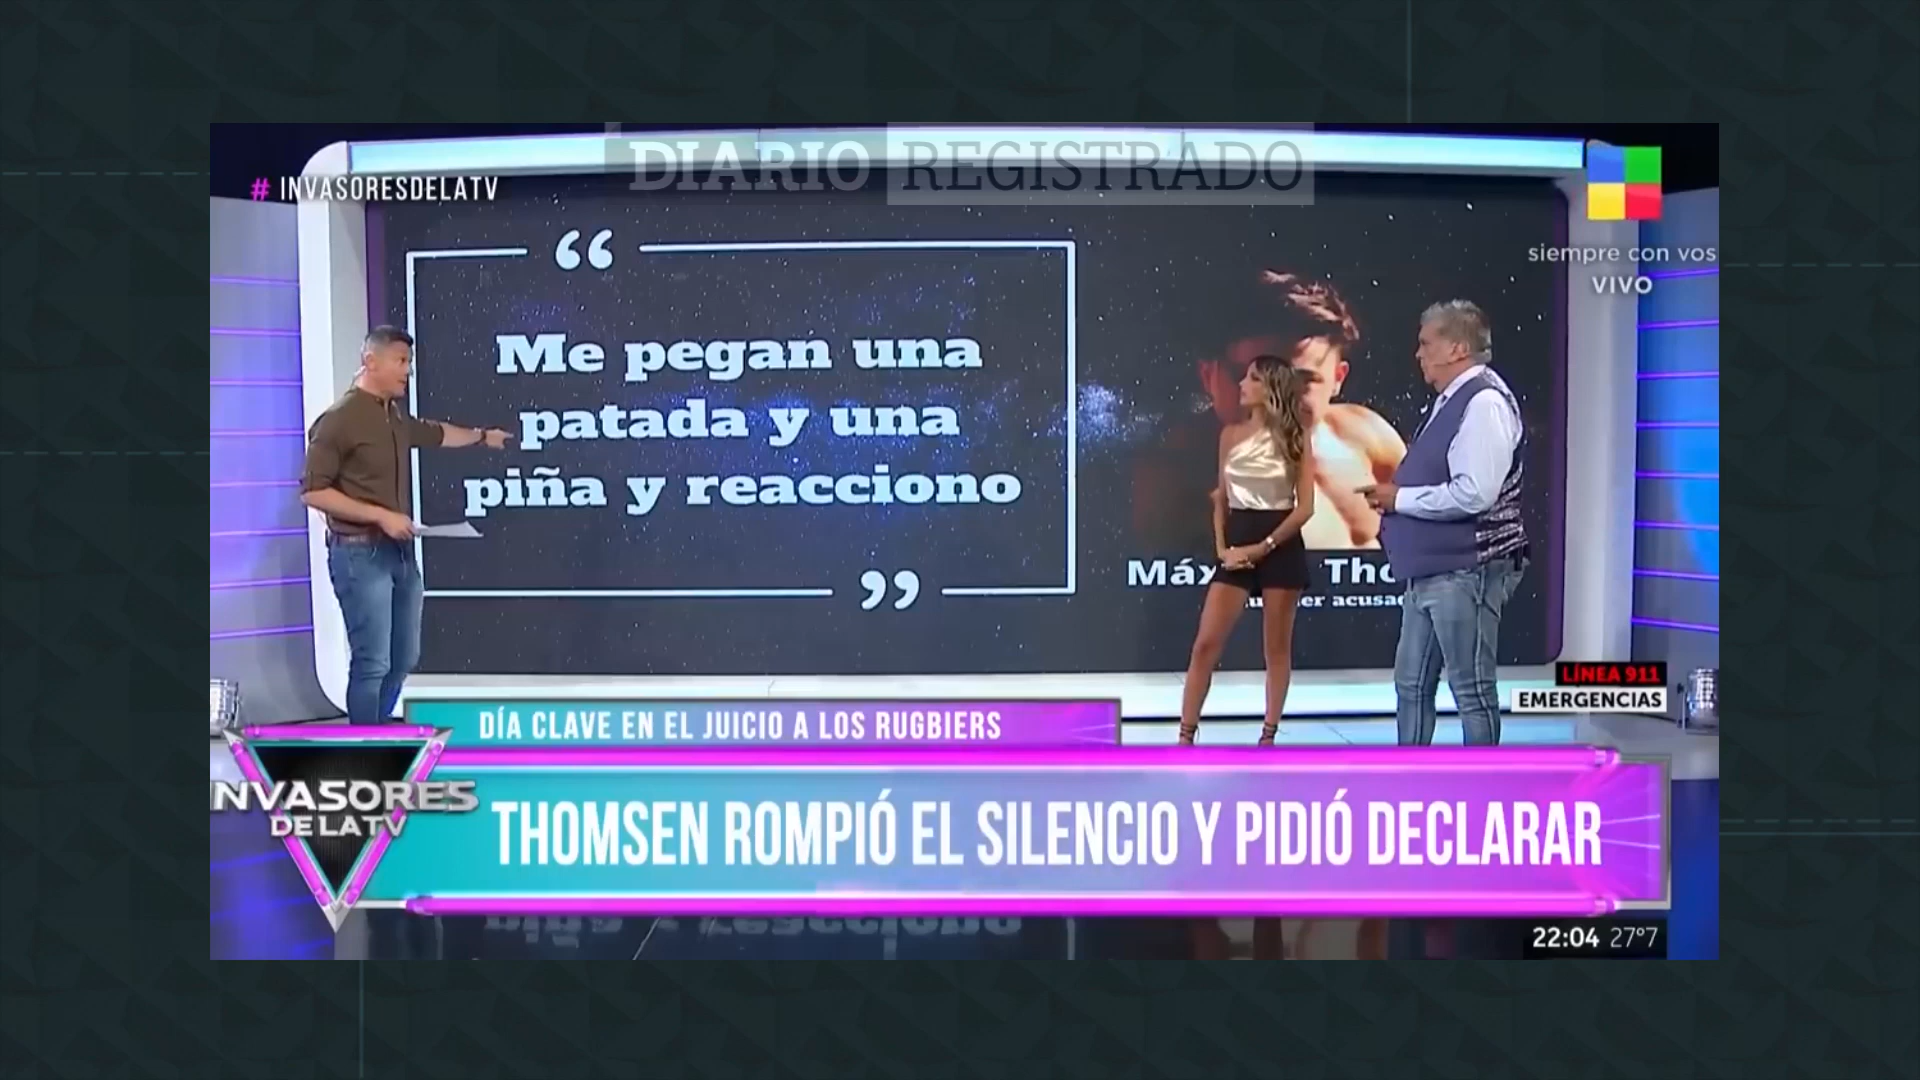 DIARIO REGISTRADO
# INVASORESDELATV
siempre con vos
VIVO
“
Me pegan una
patada y una
piña y reacciono
”
LÍNEA 911
EMERGENCIAS
DÍA CLAVE EN EL JUICIO A LOS RUGBIERS
INVASORES
DE LA TV
THOMSEN ROMPIÓ EL SILENCIO Y PIDIÓ DECLARAR
22:04 27°7